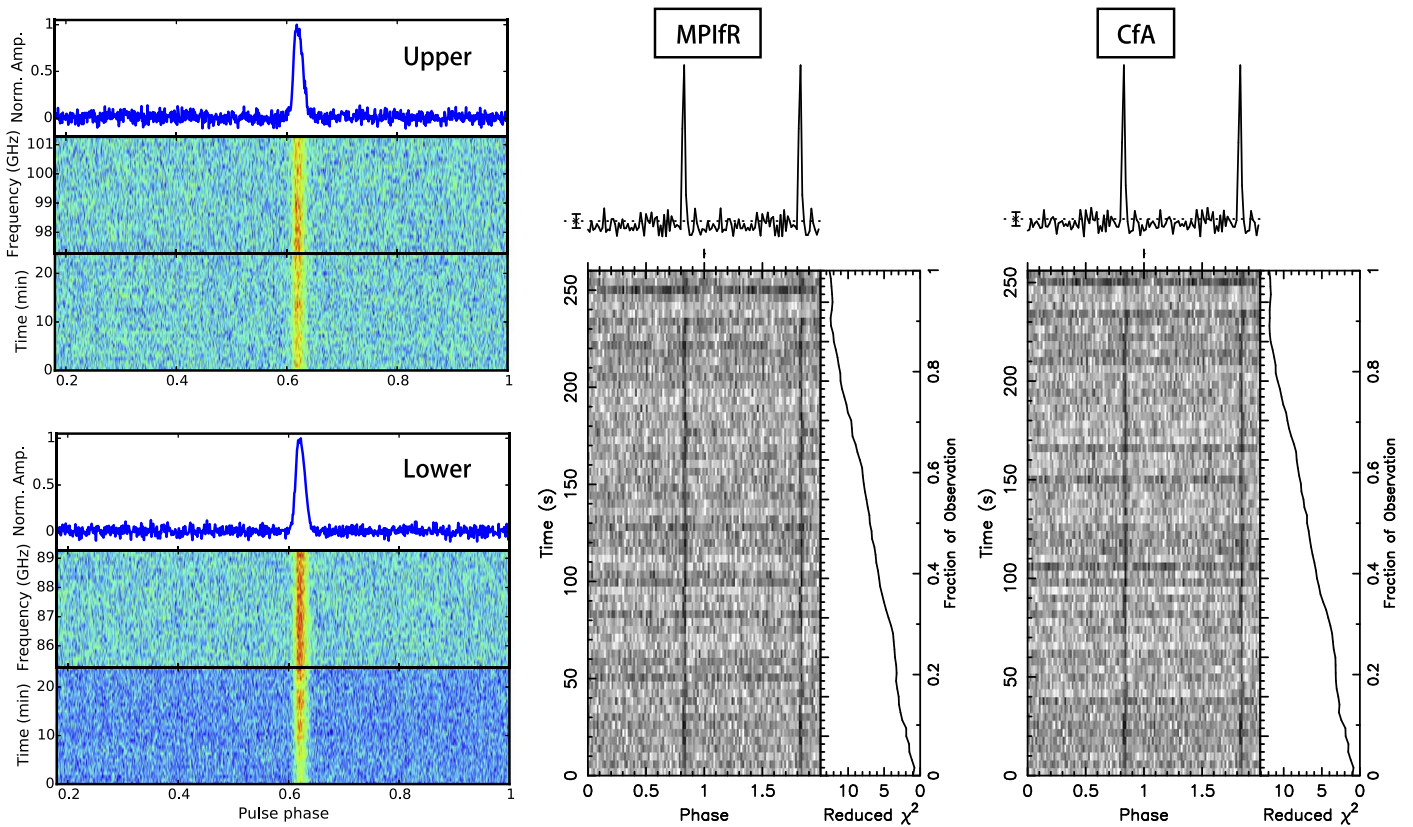 Upper
Norm. Amp.
1
0.5
0
Frequency (GHz)
101
100
99
98
Time (min)
20
10
0
0.2 0.4 0.6 0.8 1
Lower
Norm. Amp.
1
0.5
0
Frequency (GHz)
89
88
87
86
Time (min)
20
10
0
0.2 0.4 0.6 0.8 1
Pulse phase
MPIfR
Time (s)
250
200
150
100
50
0
0 0.5 1 1.5
Phase
10 5 0
Reduced χ²
1
0.8
0.6
0.4
0.2
0
Fraction of Observation
CfA
Time (s)
250
200
150
100
50
0
0 0.5 1 1.5
Phase
10 5 0
Reduced χ²
1
0.8
0.6
0.4
0.2
0
Fraction of Observation